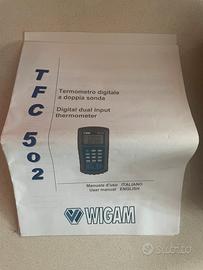 TFC 502
Termometro digitale
a doppia sonda
Digital dual input
thermometer
Manuale d'uso ITALIANO
User manual ENGLISH
WIGAM
subito